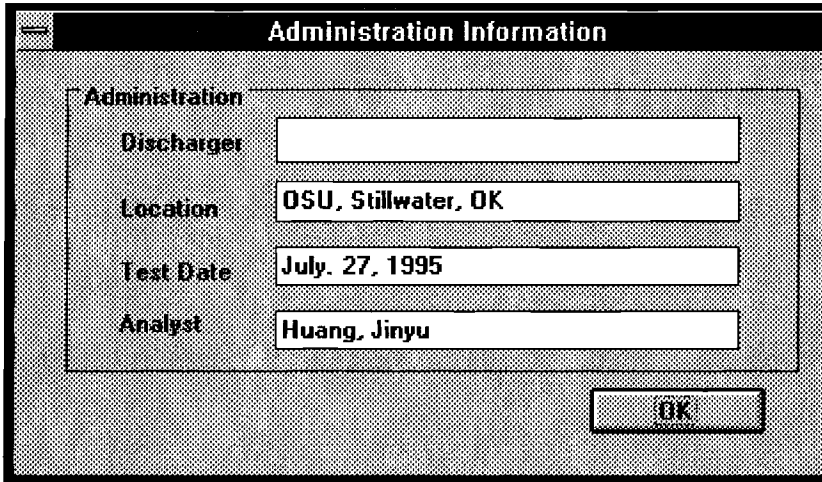 Administration Information
Administration
Discharger
Location OSU, Stillwater, OK
Test Date July. 27, 1995
Analyst Huang, Jinyu
OK